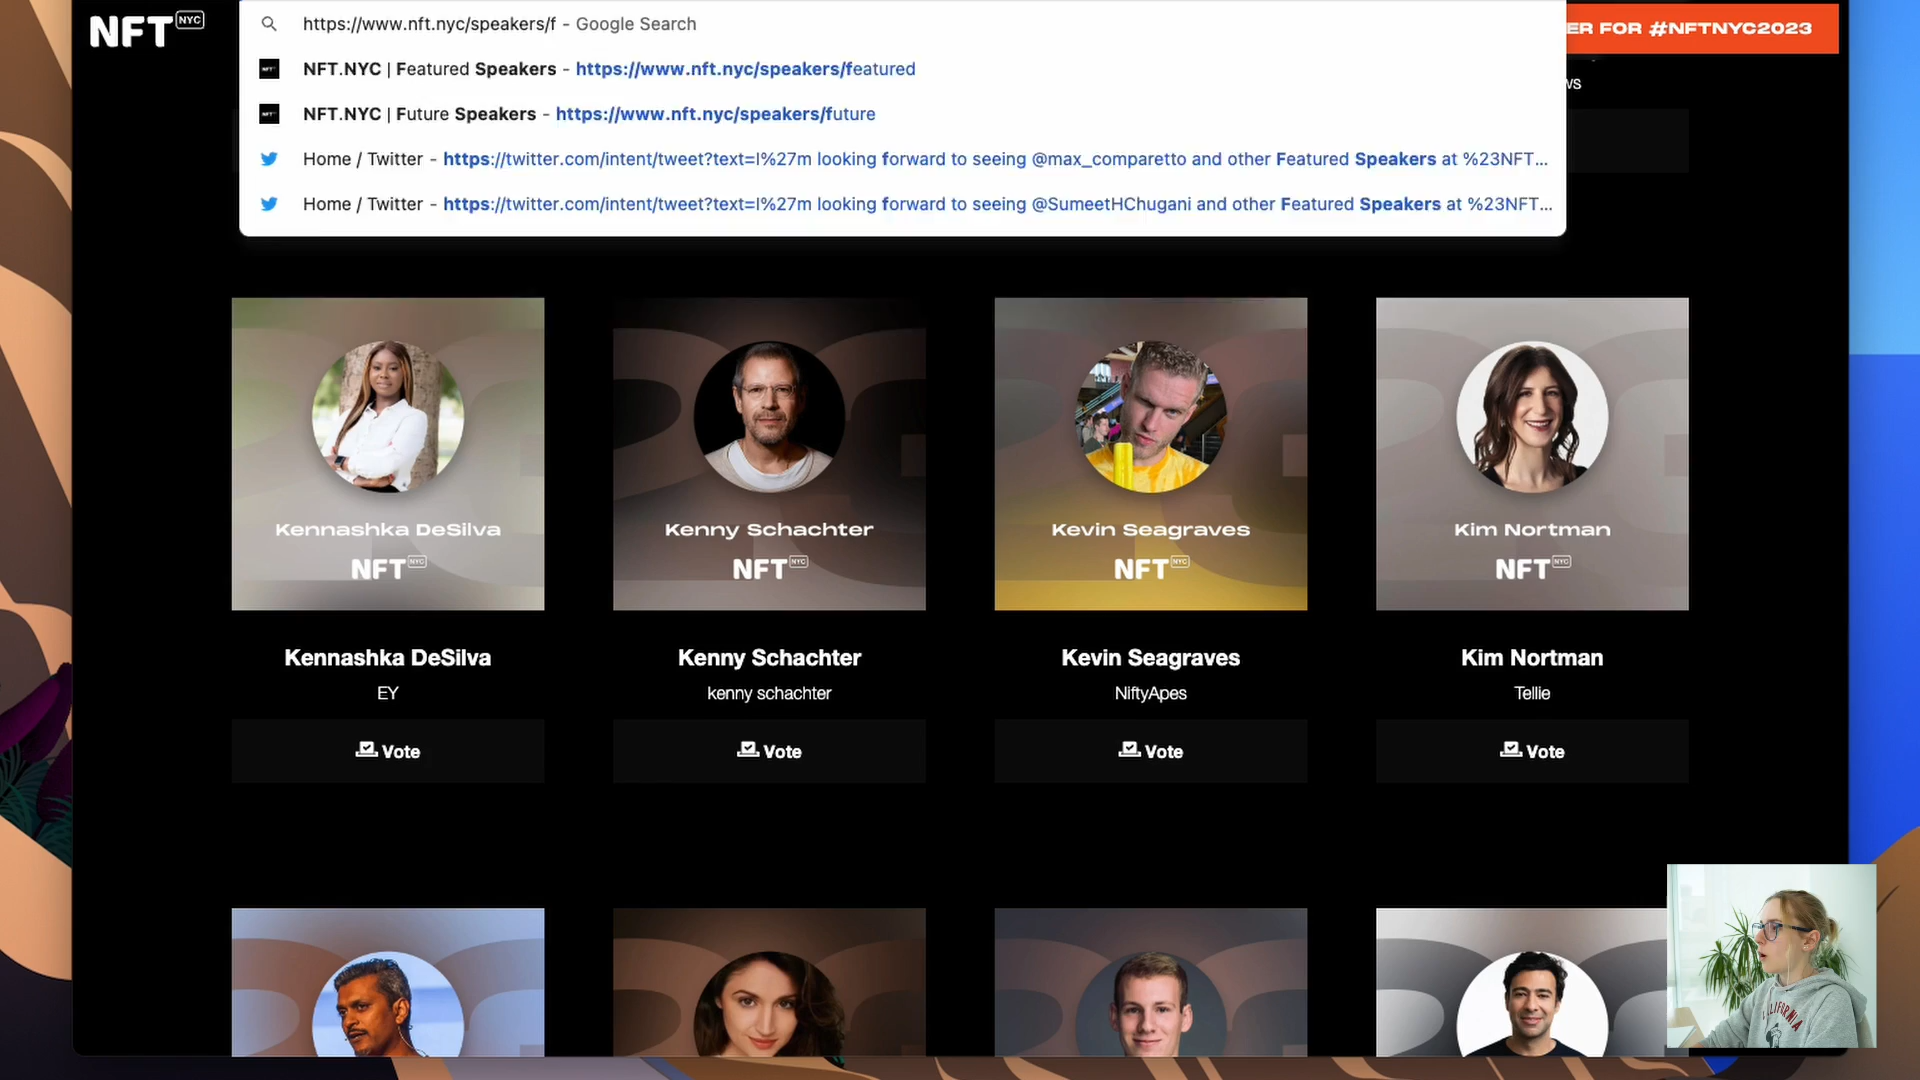 NFT NYC
https://www.nft.nyc/speakers/f - Google Search
ER FOR #NFTNYC2023
NFT.NYC | Featured Speakers - https://www.nft.nyc/speakers/featured
ws
NFT.NYC | Future Speakers - https://www.nft.nyc/speakers/future
Home / Twitter - https://twitter.com/intent/tweet?text=I%27m looking forward to seeing @max_comparetto and other Featured Speakers at %23NFT...
Home / Twitter - https://twitter.com/intent/tweet?text=I%27m looking forward to seeing @SumeetHChugani and other Featured Speakers at %23NFT...
Kennashka DeSilva
NFT NYC
Kenny Schachter
NFT NYC
Kevin Seagraves
NFT NYC
Kim Nortman
NFT NYC
Kennashka DeSilva
EY
Vote
Kenny Schachter
kenny schachter
Vote
Kevin Seagraves
NiftyApes
Vote
Kim Nortman
Tellie
Vote
CALIFORNIA